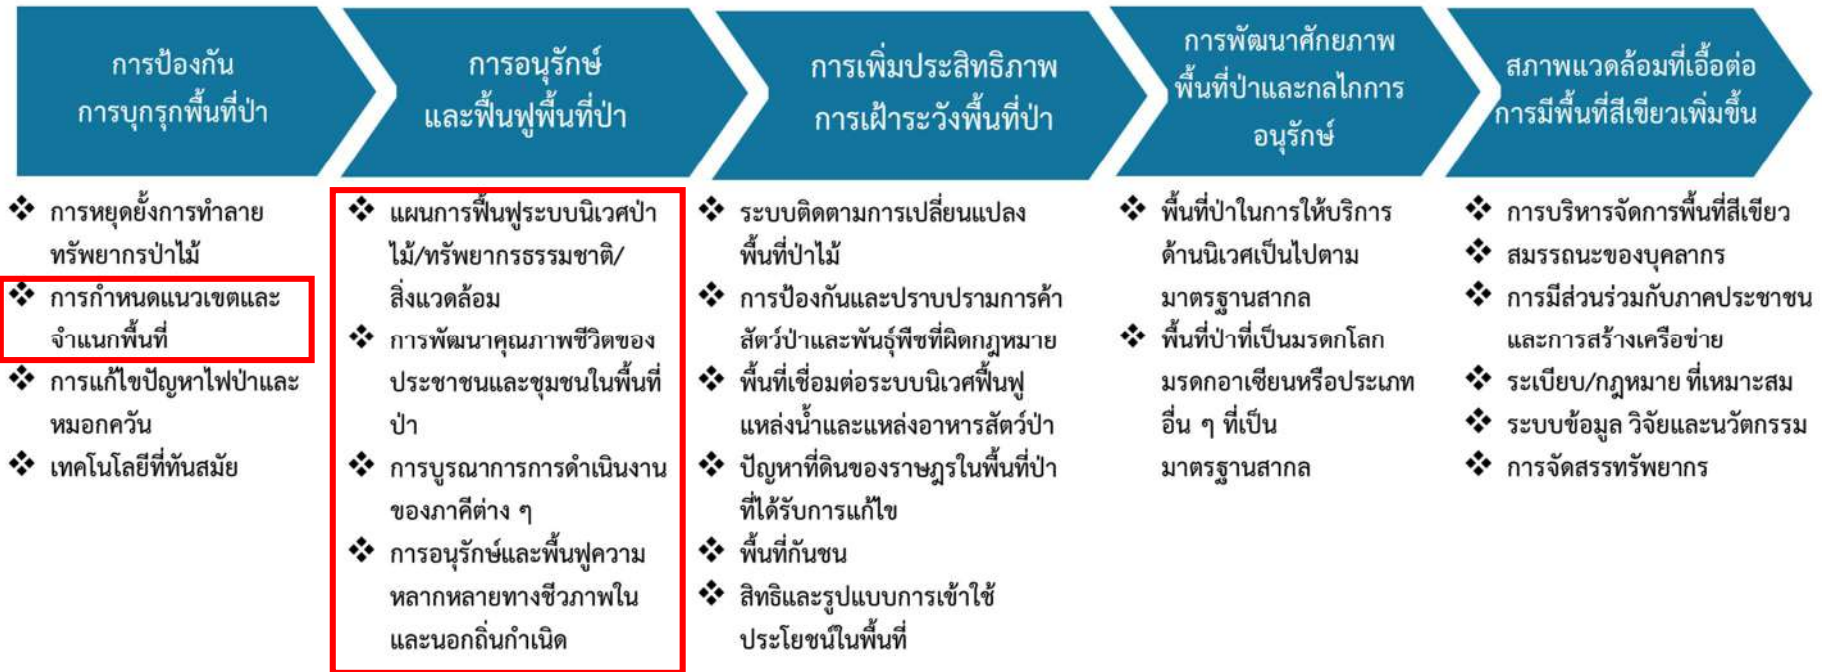 การป้องกัน
การบุกรุกพื้นที่ป่า
การอนุรักษ์
และฟื้นฟูพื้นที่ป่า
การเพิ่มประสิทธิภาพ
การเฝ้าระวังพื้นที่ป่า
การพัฒนาศักยภาพ
พื้นที่ป่าและกลไกการ
อนุรักษ์
สภาพแวดล้อมที่เอื้อต่อ
การมีพื้นที่สีเขียวเพิ่มขึ้น
❖ การหยุดยั้งการทำลาย
ทรัพยากรป่าไม้
❖ การกำหนดแนวเขตและ
จำแนกพื้นที่
❖ การแก้ไขปัญหาไฟป่าและ
หมอกควัน
❖ เทคโนโลยีที่ทันสมัย
❖ แผนการฟื้นฟูระบบนิเวศป่า
ไม้/ทรัพยากรธรรมชาติ/
สิ่งแวดล้อม
❖ การพัฒนาคุณภาพชีวิตของ
ประชาชนและชุมชนในพื้นที่
ป่า
❖ การบูรณาการการดำเนินงาน
ของภาคีต่าง ๆ
❖ การอนุรักษ์และพื้นฟูความ
หลากหลายทางชีวภาพใน
และนอกถิ่นกำเนิด
❖ ระบบติดตามการเปลี่ยนแปลง
พื้นที่ป่าไม้
❖ การป้องกันและปราบปรามการค้า
สัตว์ป่าและพันธุ์พืชที่ผิดกฎหมาย
❖ พื้นที่เชื่อมต่อระบบนิเวศฟื้นฟู
แหล่งน้ำและแหล่งอาหารสัตว์ป่า
❖ ปัญหาที่ดินของราษฎรในพื้นที่ป่า
ที่ได้รับการแก้ไข
❖ พื้นที่กันชน
❖ สิทธิและรูปแบบการเข้าใช้
ประโยชน์ในพื้นที่
❖ พื้นที่ป่าในการให้บริการ
ด้านนิเวศเป็นไปตาม
มาตรฐานสากล
❖ พื้นที่ป่าที่เป็นมรดกโลก
มรดกอาเซียนหรือประเภท
อื่น ๆ ที่เป็น
มาตรฐานสากล
❖ การบริหารจัดการพื้นที่สีเขียว
❖ สมรรถนะของบุคลากร
❖ การมีส่วนร่วมกับภาคประชาชน
และการสร้างเครือข่าย
❖ ระเบียบ/กฎหมาย ที่เหมาะสม
❖ ระบบข้อมูล วิจัยและนวัตกรรม
❖ การจัดสรรทรัพยากร